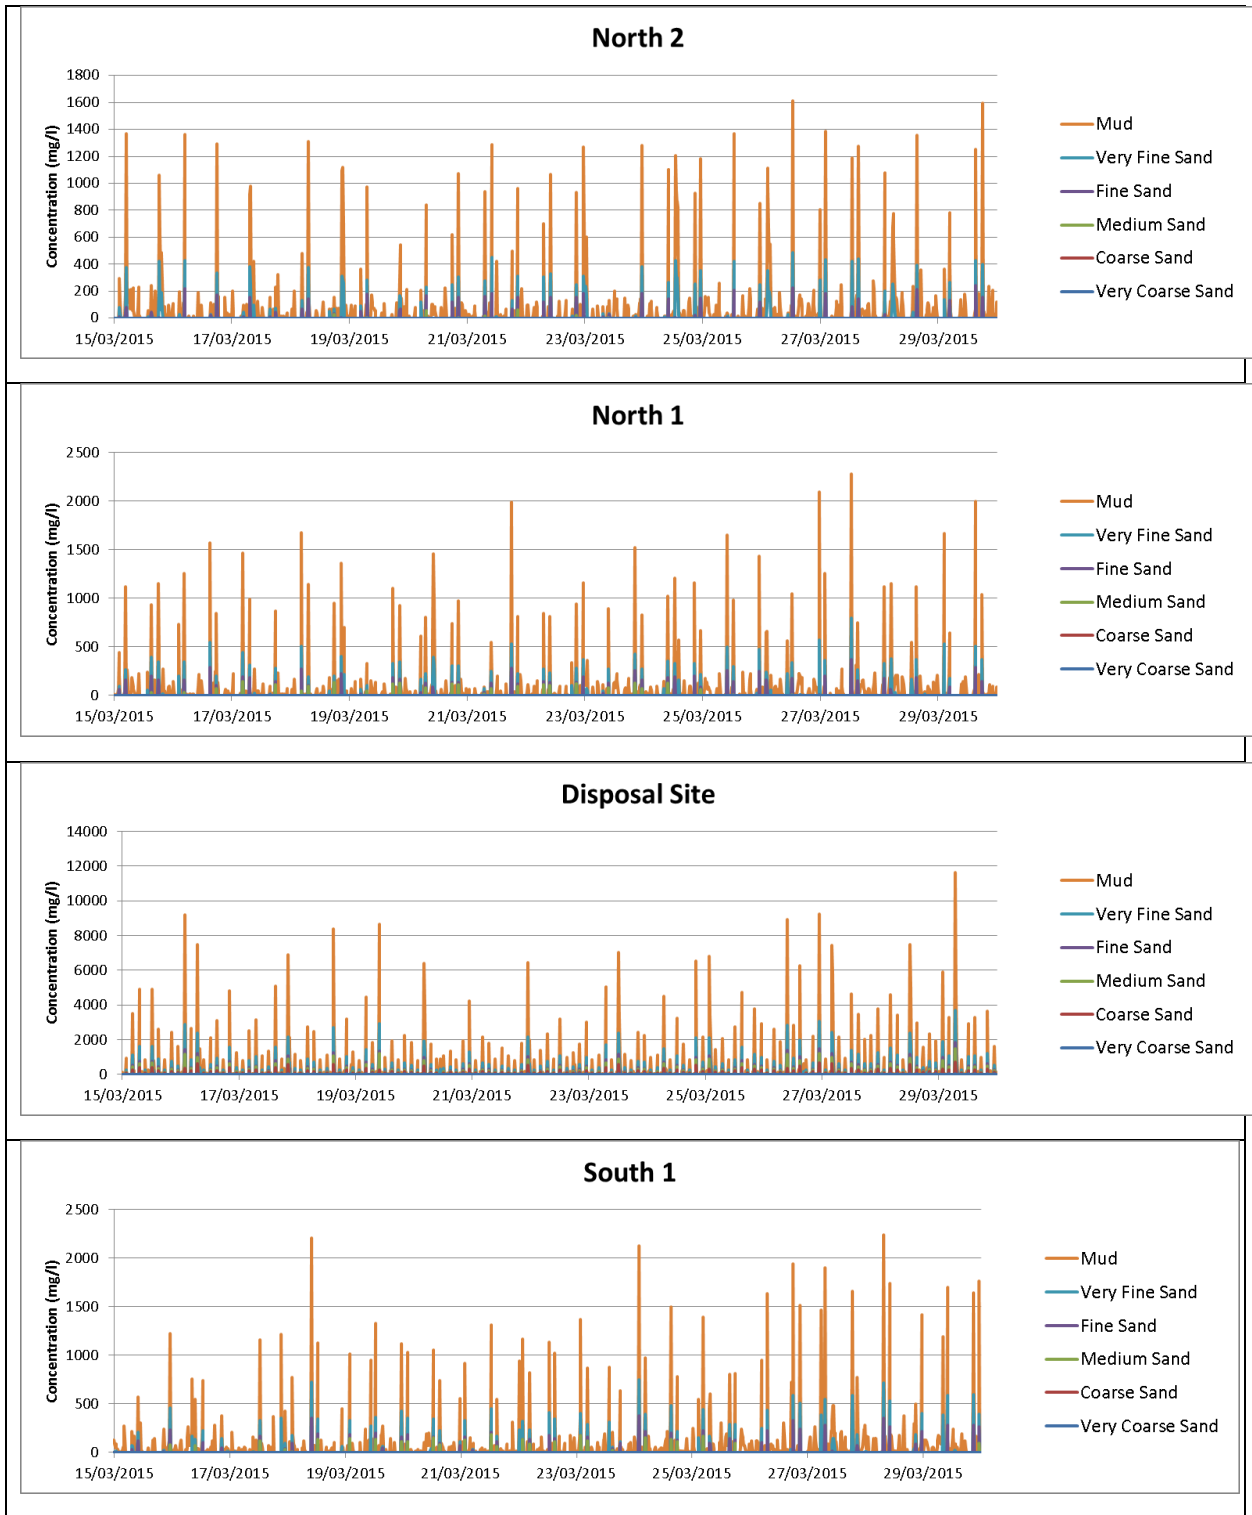 North 2
Concentration (mg/l)
1800
1600
1400
1200
1000
800
600
400
200
0
15/03/2015 17/03/2015 19/03/2015 21/03/2015 23/03/2015 25/03/2015 27/03/2015 29/03/2015
Mud
Very Fine Sand
Fine Sand
Medium Sand
Coarse Sand
Very Coarse Sand
North 1
Concentration (mg/l)
2500
2000
1500
1000
500
0
15/03/2015 17/03/2015 19/03/2015 21/03/2015 23/03/2015 25/03/2015 27/03/2015 29/03/2015
Mud
Very Fine Sand
Fine Sand
Medium Sand
Coarse Sand
Very Coarse Sand
Disposal Site
Concentration (mg/l)
14000
12000
10000
8000
6000
4000
2000
0
15/03/2015 17/03/2015 19/03/2015 21/03/2015 23/03/2015 25/03/2015 27/03/2015 29/03/2015
Mud
Very Fine Sand
Fine Sand
Medium Sand
Coarse Sand
Very Coarse Sand
South 1
Concentration (mg/l)
2500
2000
1500
1000
500
0
15/03/2015 17/03/2015 19/03/2015 21/03/2015 23/03/2015 25/03/2015 27/03/2015 29/03/2015
Mud
Very Fine Sand
Fine Sand
Medium Sand
Coarse Sand
Very Coarse Sand